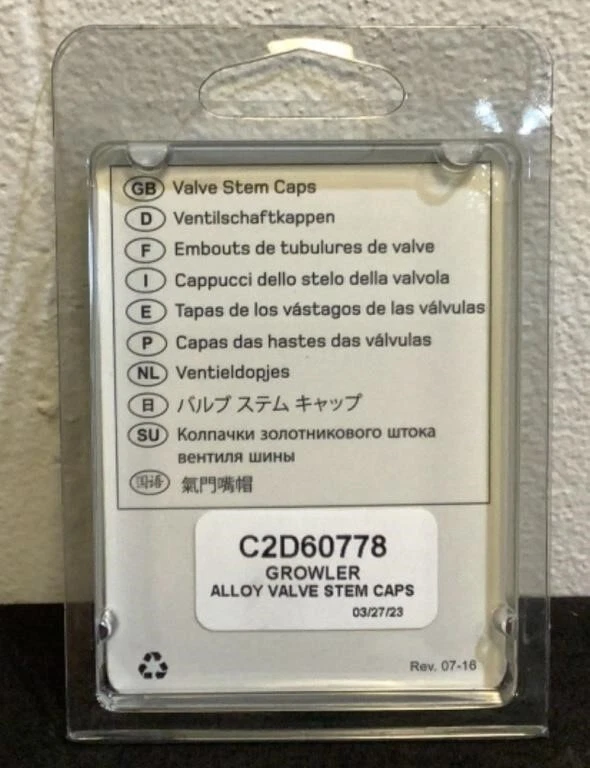 GB Valve Stem Caps
D Ventilschaftkappen
F Embouts de tubulures de valve
I Cappucci dello stelo della valvola
E Tapas de los vástagos de las válvulas
P Capas das hastes das válvulas
NL Ventieldopjes
日 バルブ ステム キャップ
SU Колпачки золотникового штока
вентиля шины
国语 氣門嘴帽
C2D60778
GROWLER
ALLOY VALVE STEM CAPS
03/27/23
Rev. 07-16